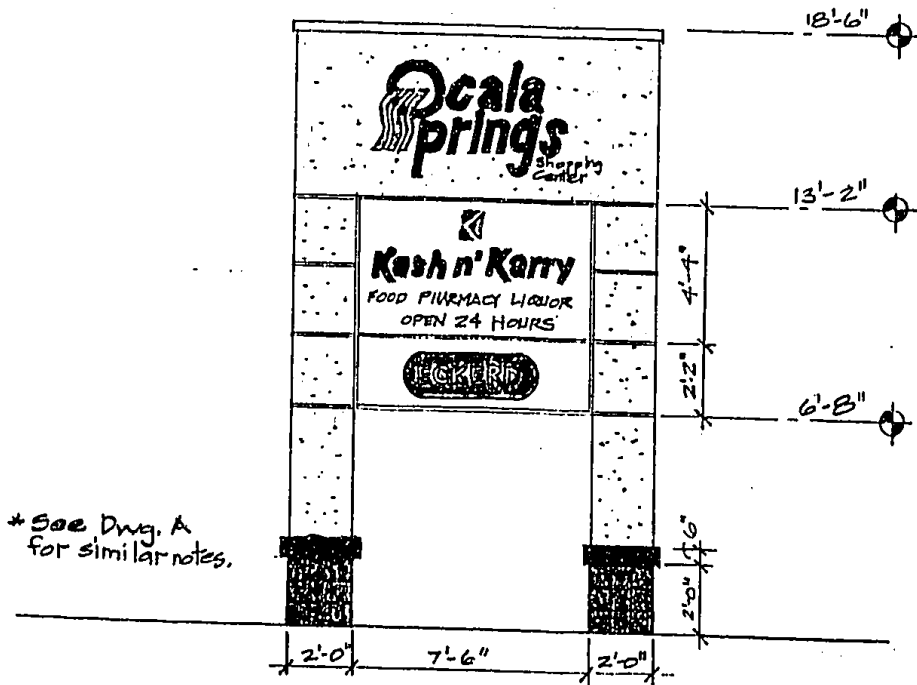 18'-6"
Ocala
Springs
Shopping
Center
13'-2"
4'-4"
Kash n' Karry
FOOD PHARMACY LIQUOR
OPEN 24 HOURS
2'-2"
ECKERD
6'-8"
* See Dwg. A
for similar notes.
6"
2'-0"
2'-0"
7'-6"
2'-0"